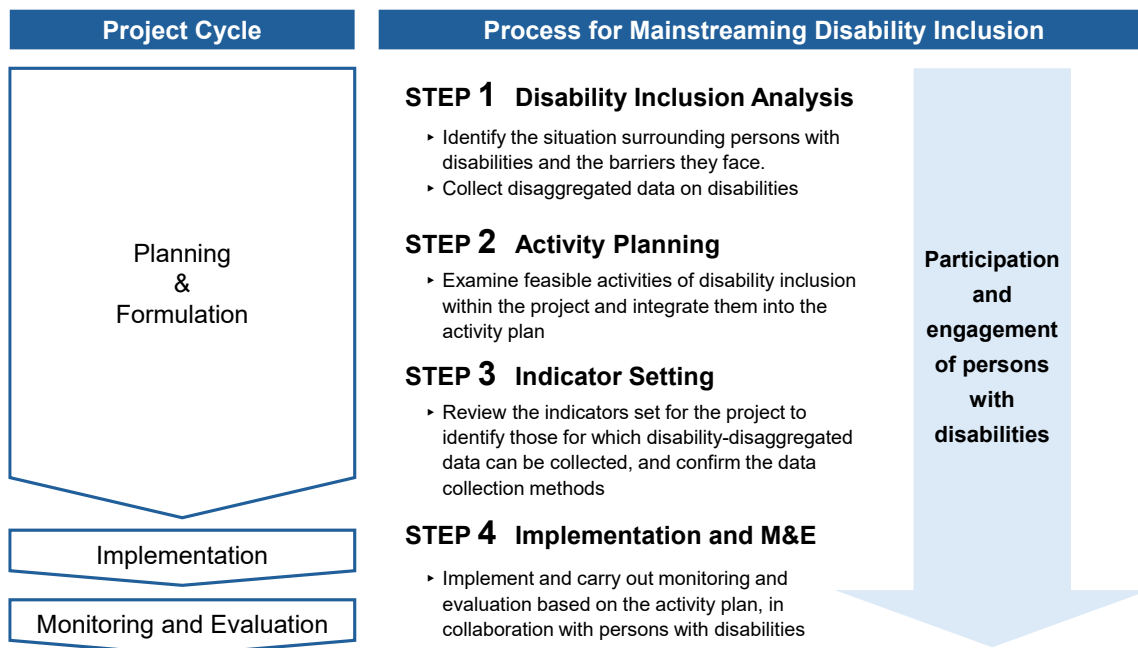 Project Cycle
Process for Mainstreaming Disability Inclusion
Planning
&
Formulation
Implementation
Monitoring and Evaluation
STEP 1 Disability Inclusion Analysis
‣ Identify the situation surrounding persons with
disabilities and the barriers they face.
‣ Collect disaggregated data on disabilities
STEP 2 Activity Planning
‣ Examine feasible activities of disability inclusion
within the project and integrate them into the
activity plan
STEP 3 Indicator Setting
‣ Review the indicators set for the project to
identify those for which disability-disaggregated
data can be collected, and confirm the data
collection methods
STEP 4 Implementation and M&E
‣ Implement and carry out monitoring and
evaluation based on the activity plan, in
collaboration with persons with disabilities
Participation
and
engagement
of persons
with
disabilities